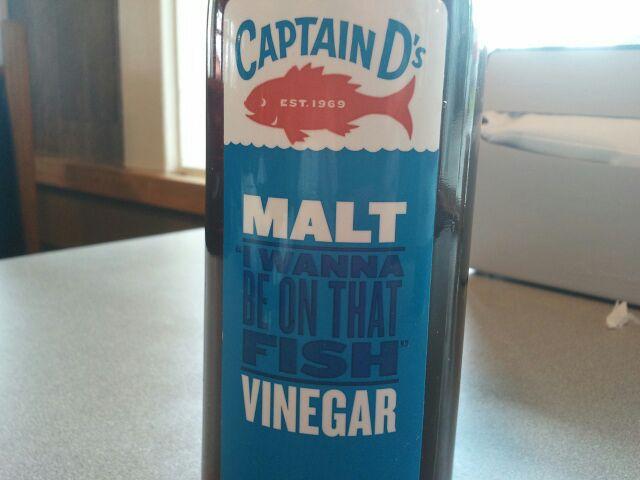 CAPTAIN D's
EST. 1969
MALT
"I WANNA
BE ON THAT
FISH"
VINEGAR